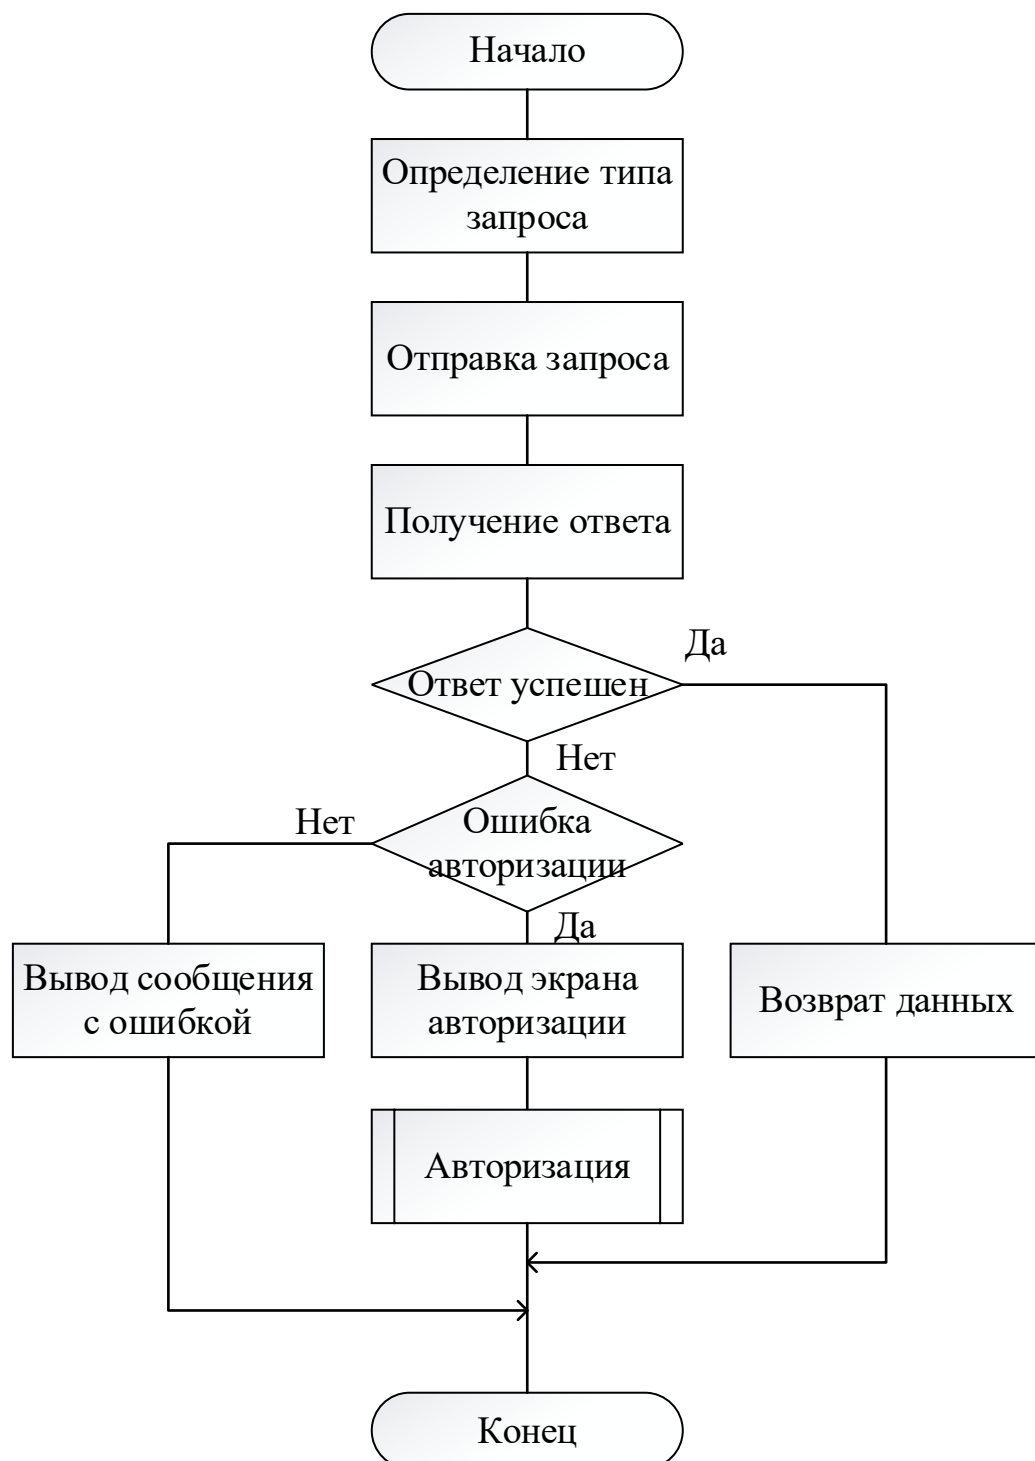 Начало
Определение типа
запроса
Отправка запроса
Получение ответа
Да
Ответ успешен
Нет
Нет
Ошибка
авторизации
Да
Вывод сообщения
с ошибкой
Вывод экрана
авторизации
Возврат данных
Авторизация
Конец